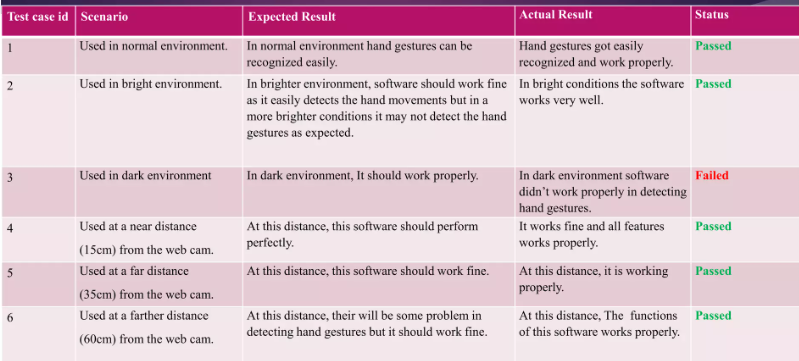 Test case id Scenario Expected Result Actual Result Status
1 Used in normal environment. In normal environment hand gestures can be Hand gestures got easily Passed
recognized easily. recognized and work properly.
2 Used in bright environment. In brighter environment, software should work fine In bright conditions the software Passed
as it easily detects the hand movements but in a works very well.
more brighter conditions it may not detect the hand
gestures as expected.
3 Used in dark environment In dark environment, It should work properly. In dark environment software Failed
didn't work properly in detecting
hand gestures.
4 Used at a near distance At this distance, this software should perform It works fine and all features Passed
(15cm) from the web cam. perfectly. works properly.
5 Used at a far distance At this distance, this software should work fine. At this distance, it is working Passed
(35cm) from the web cam. properly.
6 Used at a farther distance At this distance, their will be some problem in At this distance, The functions Passed
(60cm) from the web cam. detecting hand gestures but it should work fine. of this software works properly.